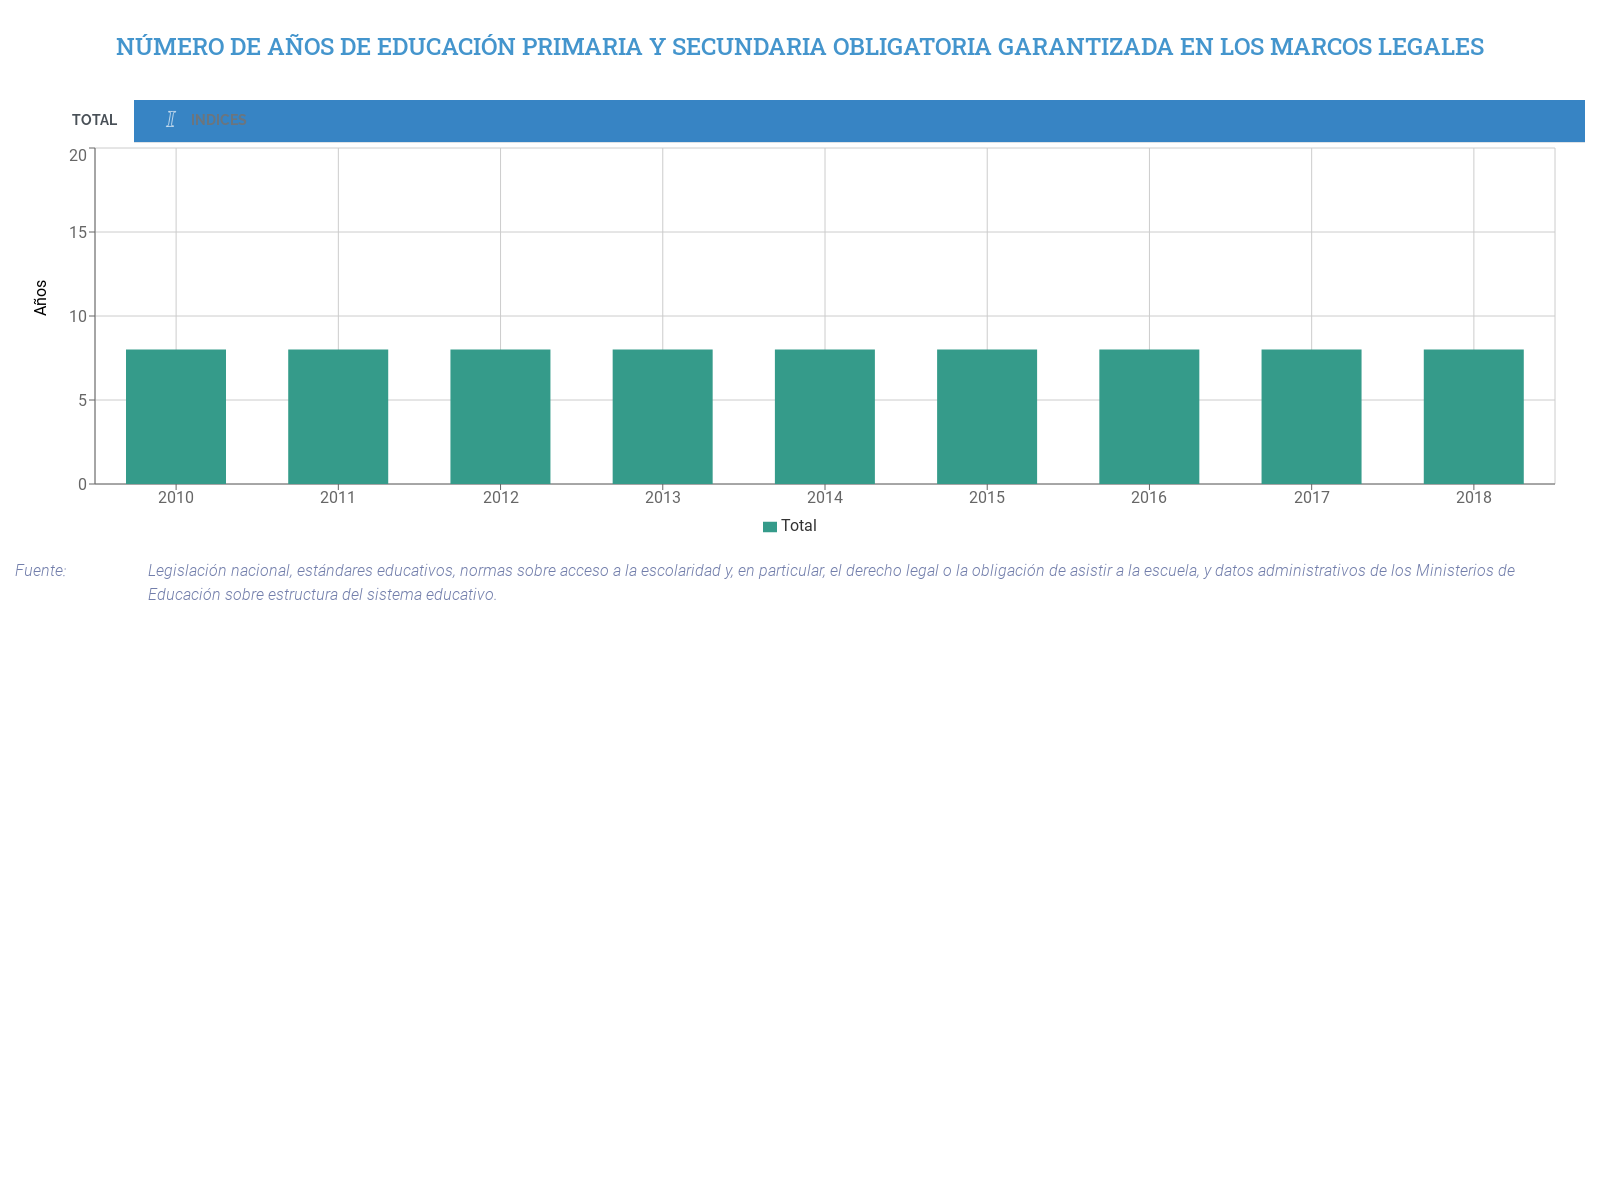 NÚMERO DE AÑOS DE EDUCACIÓN PRIMARIA Y SECUNDARIA OBLIGATORIA GARANTIZADA EN LOS MARCOS LEGALES
TOTAL
I INDICES
20
15
10
5
0
Años
2010 2011 2012 2013 2014 2015 2016 2017 2018
Total
Fuente: Legislación nacional, estándares educativos, normas sobre acceso a la escolaridad y, en particular, el derecho legal o la obligación de asistir a la escuela, y datos administrativos de los Ministerios de
Educación sobre estructura del sistema educativo.